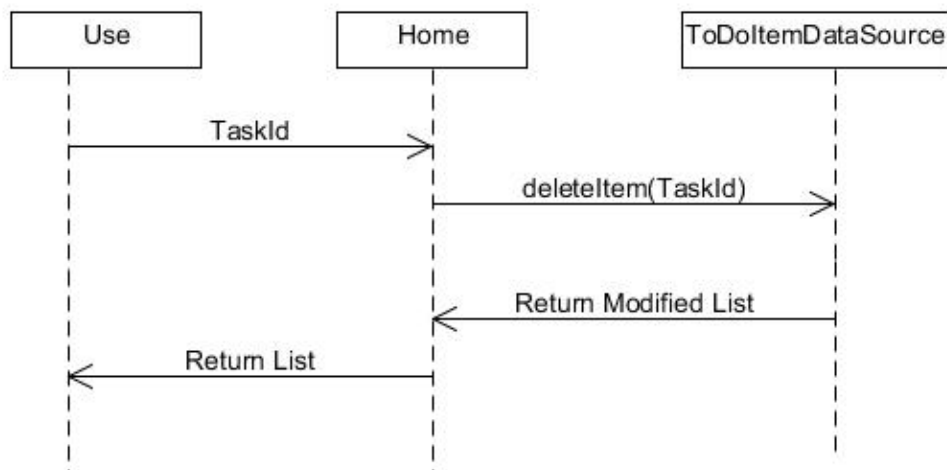 Use
Home
ToDoItemDataSource
TaskId
deleteItem(TaskId)
Return Modified List
Return List